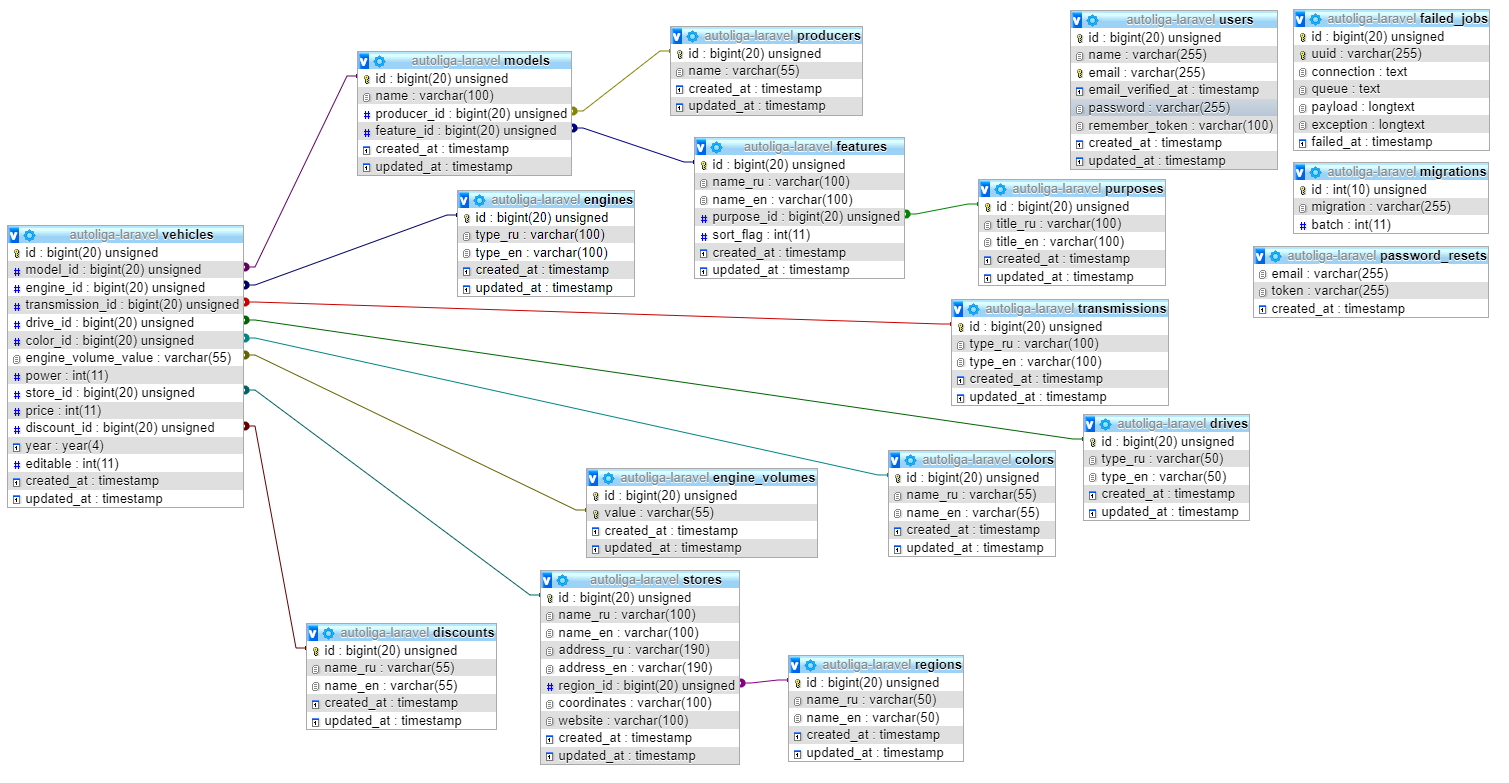 autoliga-laravel models
id : bigint(20) unsigned
name : varchar(100)
producer_id : bigint(20) unsigned
feature_id : bigint(20) unsigned
created_at : timestamp
updated_at : timestamp
autoliga-laravel producers
id : bigint(20) unsigned
name : varchar(55)
created_at : timestamp
updated_at : timestamp
autoliga-laravel users
id : bigint(20) unsigned
name : varchar(255)
email : varchar(255)
email_verified_at : timestamp
password : varchar(255)
remember_token : varchar(100)
created_at : timestamp
updated_at : timestamp
autoliga-laravel failed_jobs
id : bigint(20) unsigned
uuid : varchar(255)
connection : text
queue : text
payload : longtext
exception : longtext
failed_at : timestamp
autoliga-laravel features
id : bigint(20) unsigned
name_ru : varchar(100)
name_en : varchar(100)
purpose_id : bigint(20) unsigned
sort_flag : int(11)
created_at : timestamp
updated_at : timestamp
autoliga-laravel migrations
id : int(10) unsigned
migration : varchar(255)
batch : int(11)
autoliga-laravel engines
id : bigint(20) unsigned
type_ru : varchar(100)
type_en : varchar(100)
created_at : timestamp
updated_at : timestamp
autoliga-laravel purposes
id : bigint(20) unsigned
title_ru : varchar(100)
title_en : varchar(100)
created_at : timestamp
updated_at : timestamp
autoliga-laravel vehicles
id : bigint(20) unsigned
model_id : bigint(20) unsigned
engine_id : bigint(20) unsigned
transmission_id : bigint(20) unsigned
drive_id : bigint(20) unsigned
color_id : bigint(20) unsigned
engine_volume_value : varchar(55)
power : int(11)
store_id : bigint(20) unsigned
price : int(11)
discount_id : bigint(20) unsigned
year : year(4)
editable : int(11)
created_at : timestamp
updated_at : timestamp
autoliga-laravel password_resets
email : varchar(255)
token : varchar(255)
created_at : timestamp
autoliga-laravel transmissions
id : bigint(20) unsigned
type_ru : varchar(100)
type_en : varchar(100)
created_at : timestamp
updated_at : timestamp
autoliga-laravel drives
id : bigint(20) unsigned
type_ru : varchar(50)
type_en : varchar(50)
created_at : timestamp
updated_at : timestamp
autoliga-laravel colors
id : bigint(20) unsigned
name_ru : varchar(55)
name_en : varchar(55)
created_at : timestamp
updated_at : timestamp
autoliga-laravel engine_volumes
id : bigint(20) unsigned
value : varchar(55)
created_at : timestamp
updated_at : timestamp
autoliga-laravel stores
id : bigint(20) unsigned
name_ru : varchar(100)
name_en : varchar(100)
address_ru : varchar(190)
address_en : varchar(190)
region_id : bigint(20) unsigned
coordinates : varchar(100)
website : varchar(100)
created_at : timestamp
updated_at : timestamp
autoliga-laravel discounts
id : bigint(20) unsigned
name_ru : varchar(55)
name_en : varchar(55)
created_at : timestamp
updated_at : timestamp
autoliga-laravel regions
id : bigint(20) unsigned
name_ru : varchar(50)
name_en : varchar(50)
created_at : timestamp
updated_at : timestamp